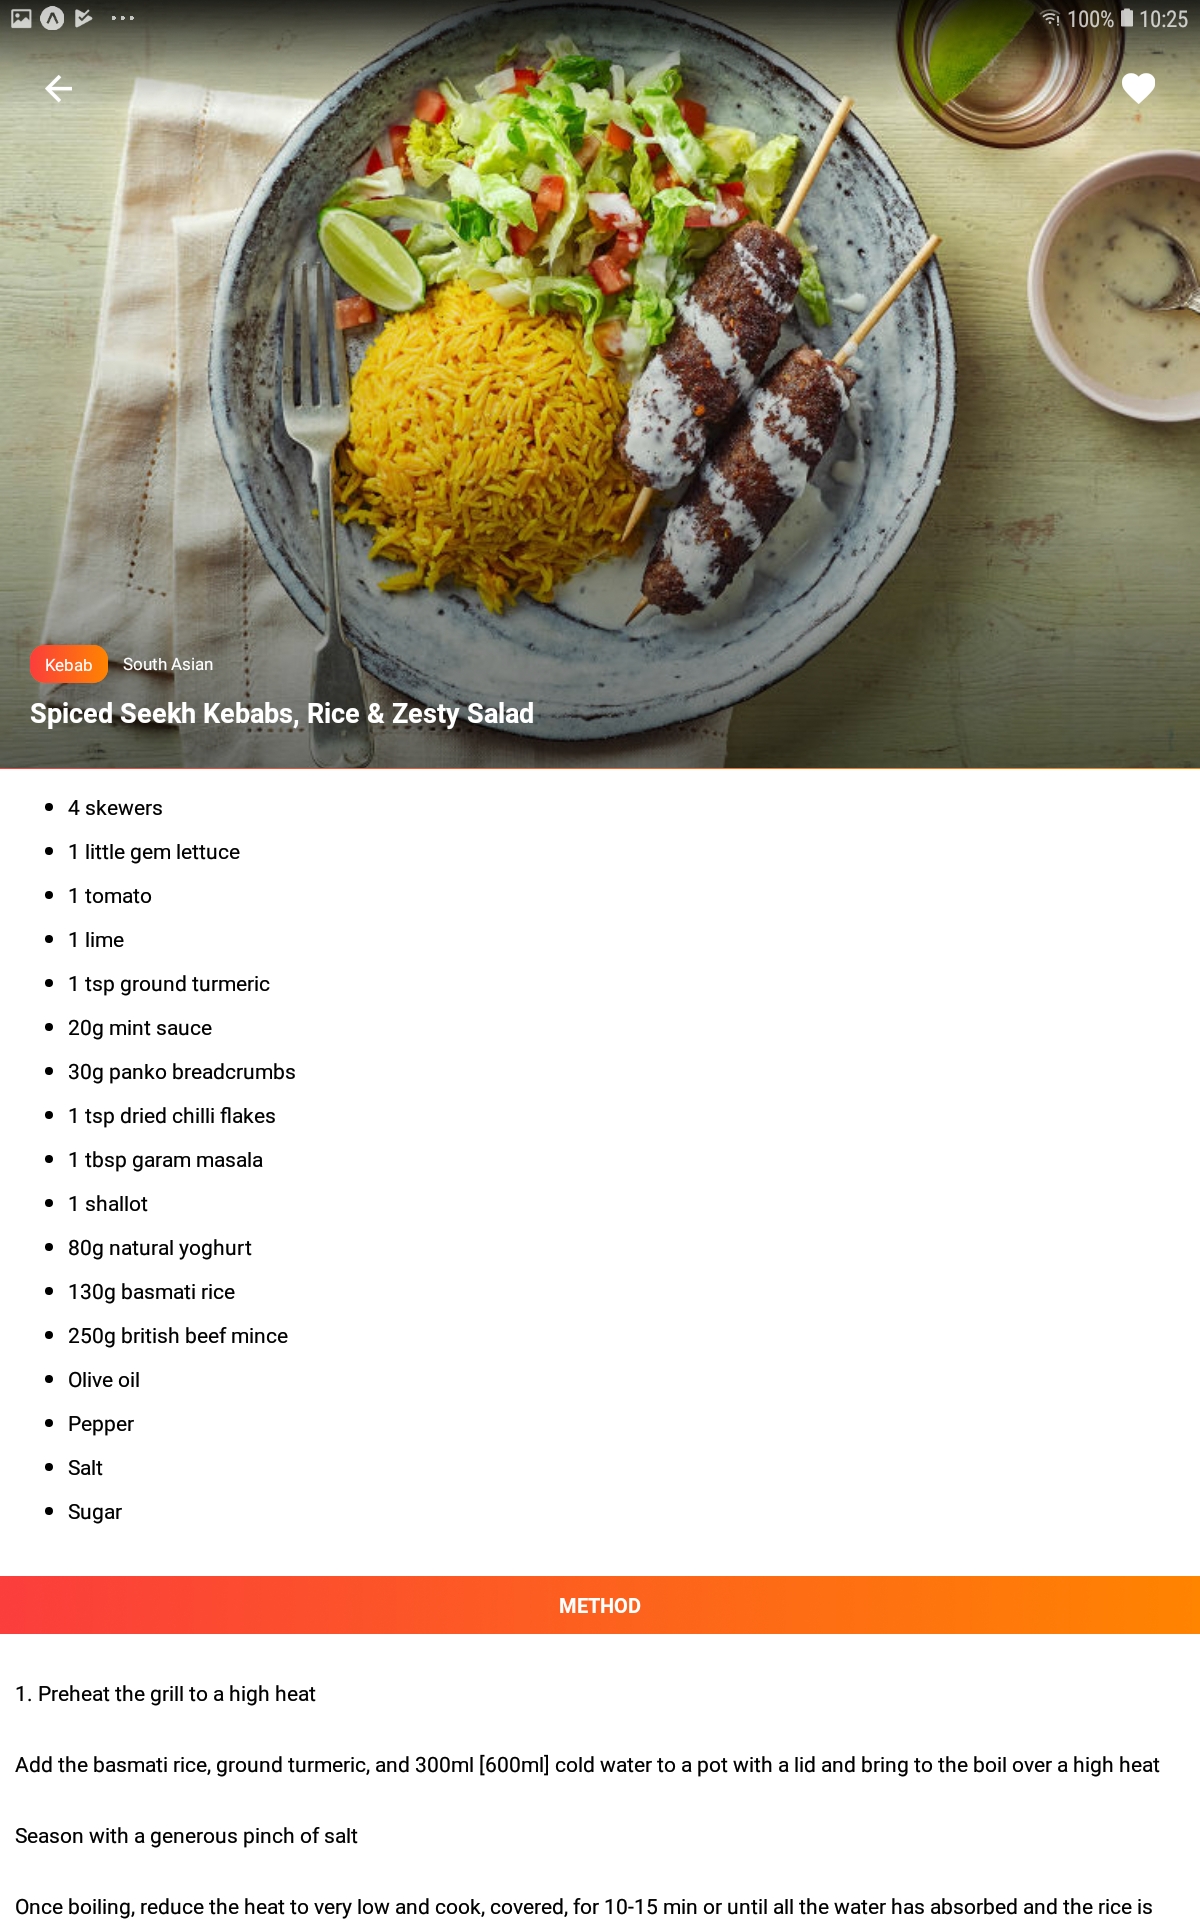 100% 10:25
Kebab South Asian
Spiced Seekh Kebabs, Rice & Zesty Salad
4 skewers
1 little gem lettuce
1 tomato
1 lime
1 tsp ground turmeric
20g mint sauce
30g panko breadcrumbs
1 tsp dried chilli flakes
1 tbsp garam masala
1 shallot
80g natural yoghurt
130g basmati rice
250g british beef mince
Olive oil
Pepper
Salt
Sugar
METHOD
1. Preheat the grill to a high heat
Add the basmati rice, ground turmeric, and 300ml [600ml] cold water to a pot with a lid and bring to the boil over a high heat
Season with a generous pinch of salt
Once boiling, reduce the heat to very low and cook, covered, for 10-15 min or until all the water has absorbed and the rice is